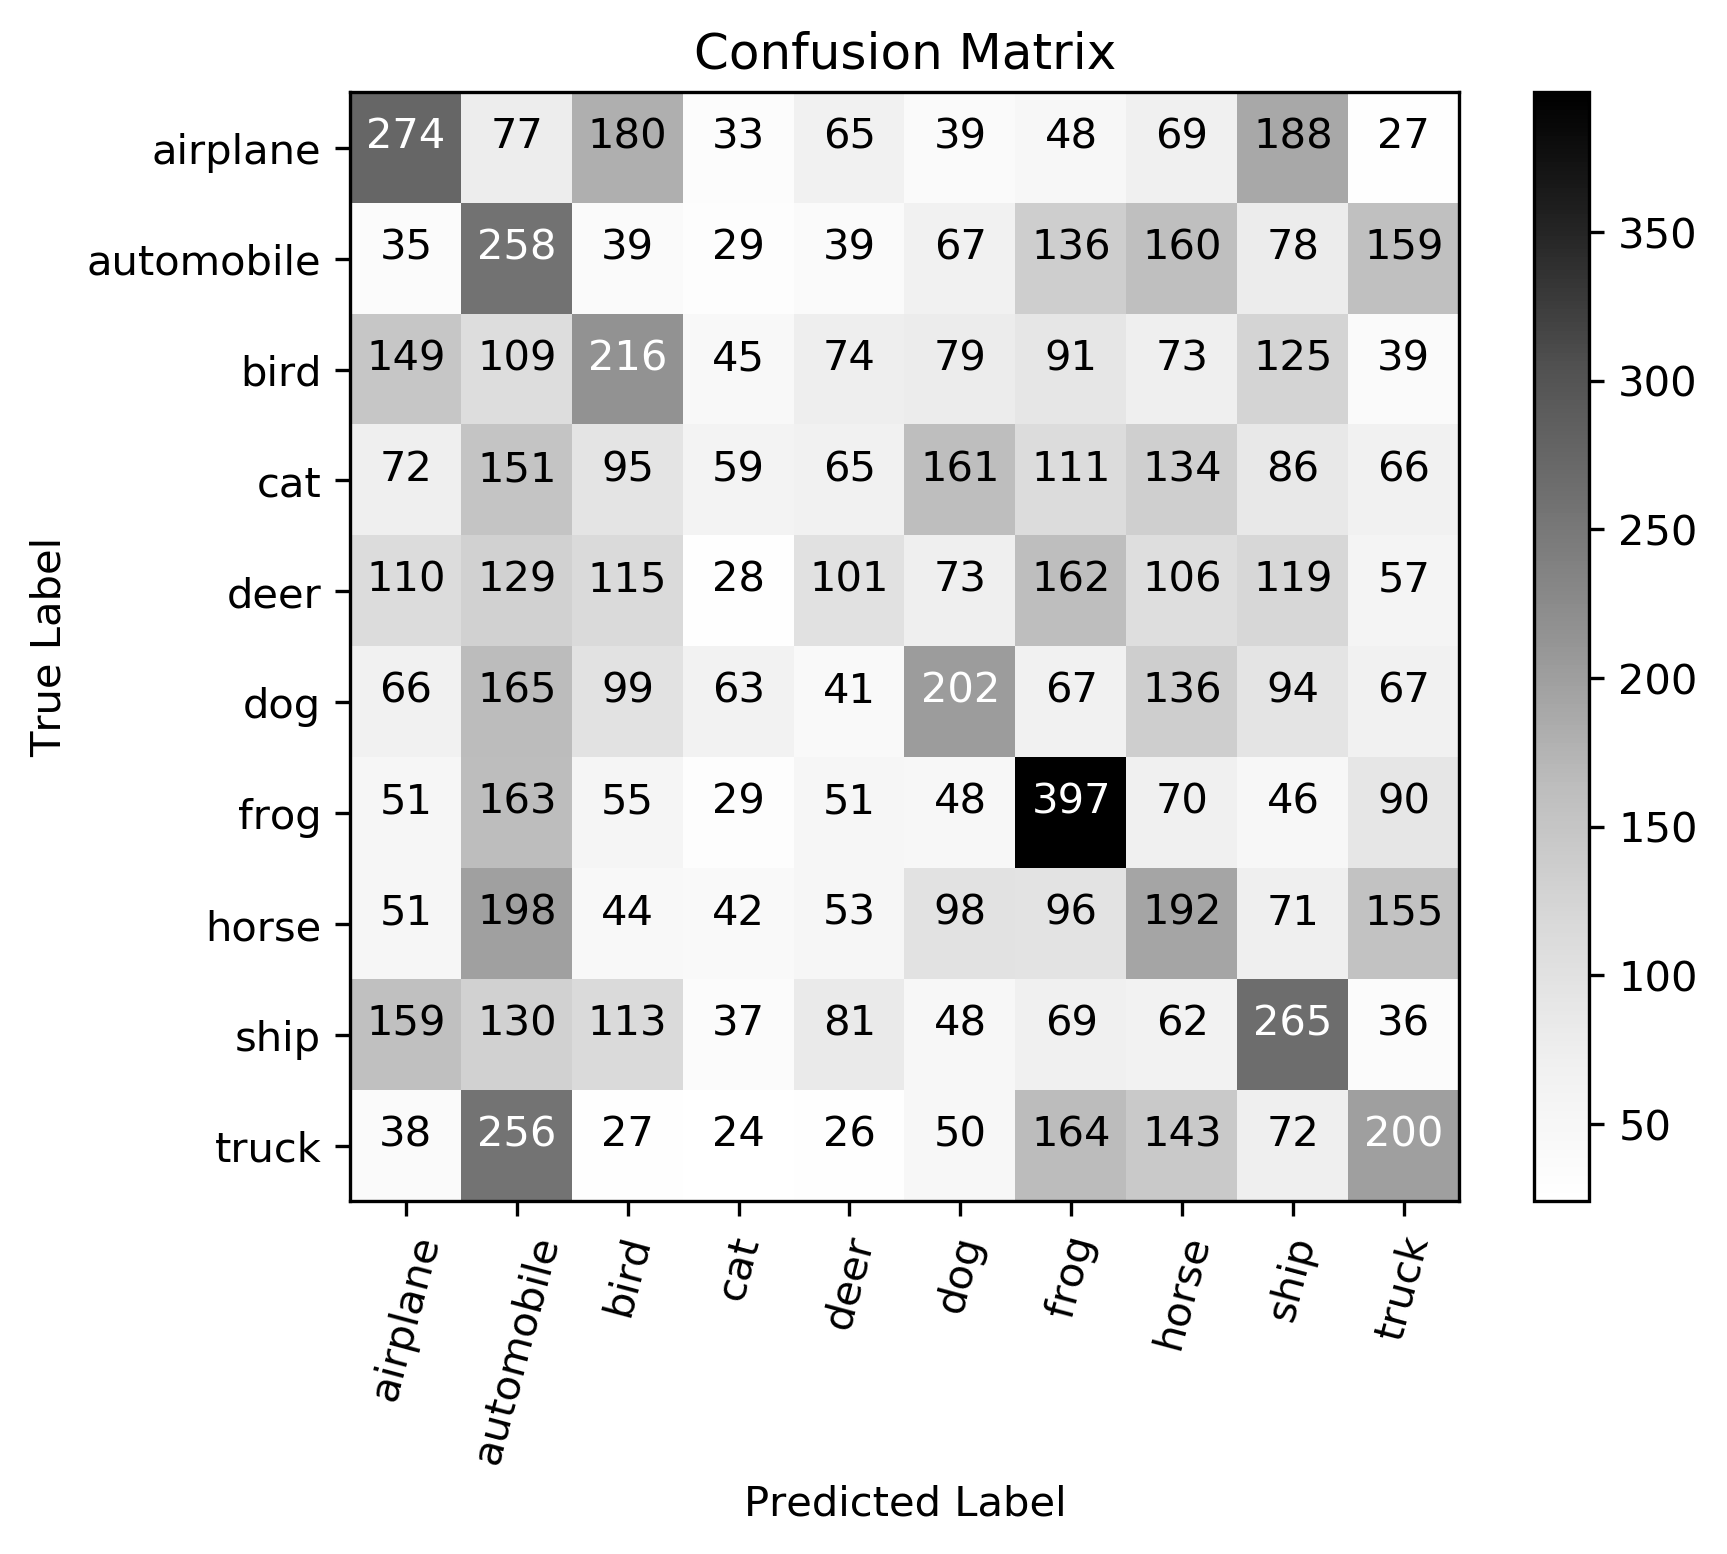 Confusion Matrix
airplane 274 77 180 33 65 39 48 69 188 27
automobile 35 258 39 29 39 67 136 160 78 159
bird 149 109 216 45 74 79 91 73 125 39
cat 72 151 95 59 65 161 111 134 86 66
deer 110 129 115 28 101 73 162 106 119 57
dog 66 165 99 63 41 202 67 136 94 67
frog 51 163 55 29 51 48 397 70 46 90
horse 51 198 44 42 53 98 96 192 71 155
ship 159 130 113 37 81 48 69 62 265 36
truck 38 256 27 24 26 50 164 143 72 200
True Label
airplane automobile bird cat deer dog frog horse ship truck
Predicted Label
350
300
250
200
150
100
50